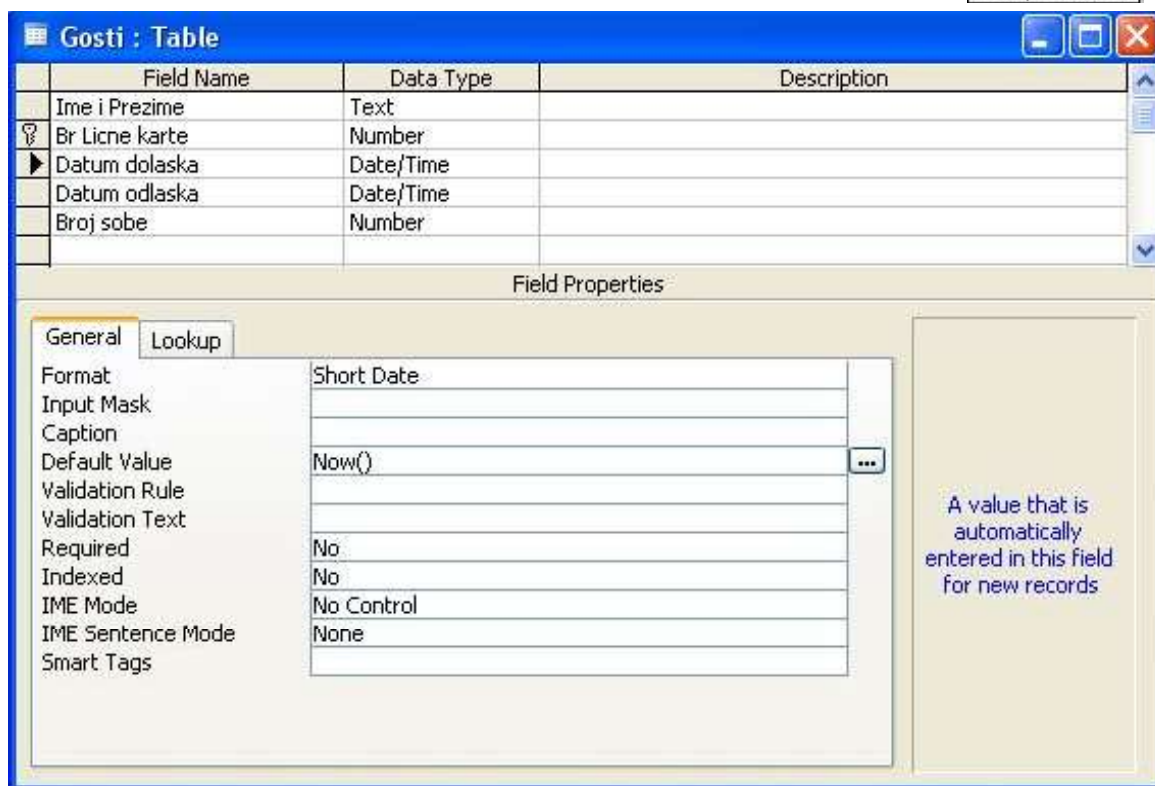 Gosti : Table
Field Name Data Type Description
Ime i Prezime Text
Br Licne karte Number
Datum dolaska Date/Time
Datum odlaska Date/Time
Broj sobe Number
Field Properties
General Lookup
Format Short Date
Input Mask
Caption
Default Value Now() ...
Validation Rule
Validation Text
Required No
Indexed No
IME Mode No Control
IME Sentence Mode None
Smart Tags
A value that is
automatically
entered in this field
for new records